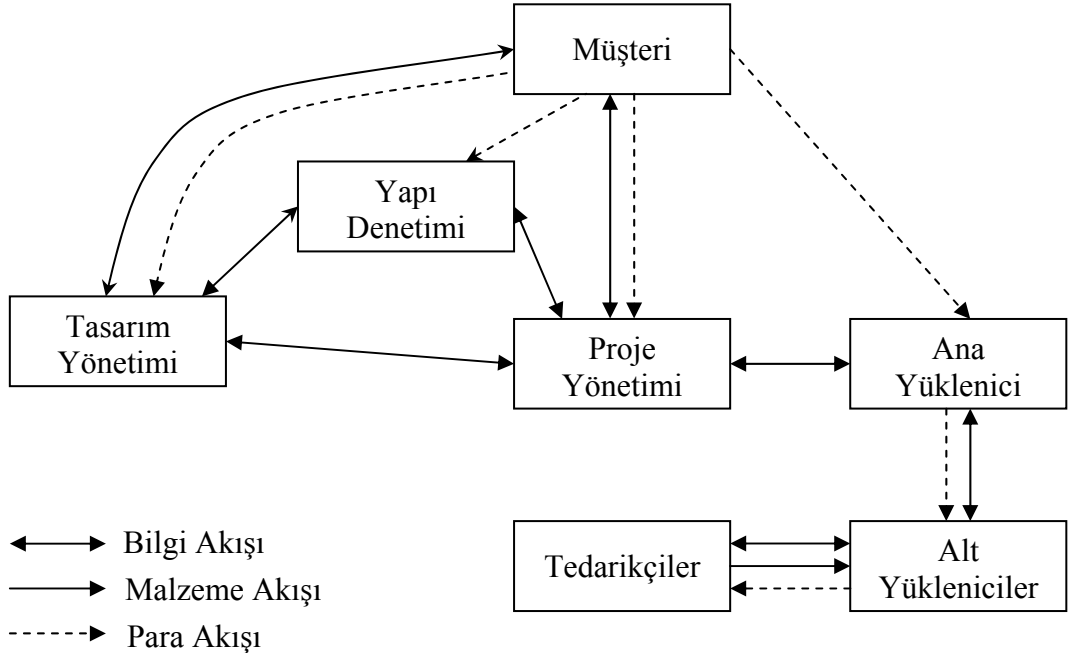 Müşteri
Yapı
Denetimi
Tasarım
Yönetimi
Proje
Yönetimi
Ana
Yüklenici
Tedarikçiler
Alt
Yükleniciler
Bilgi Akışı
Malzeme Akışı
Para Akışı